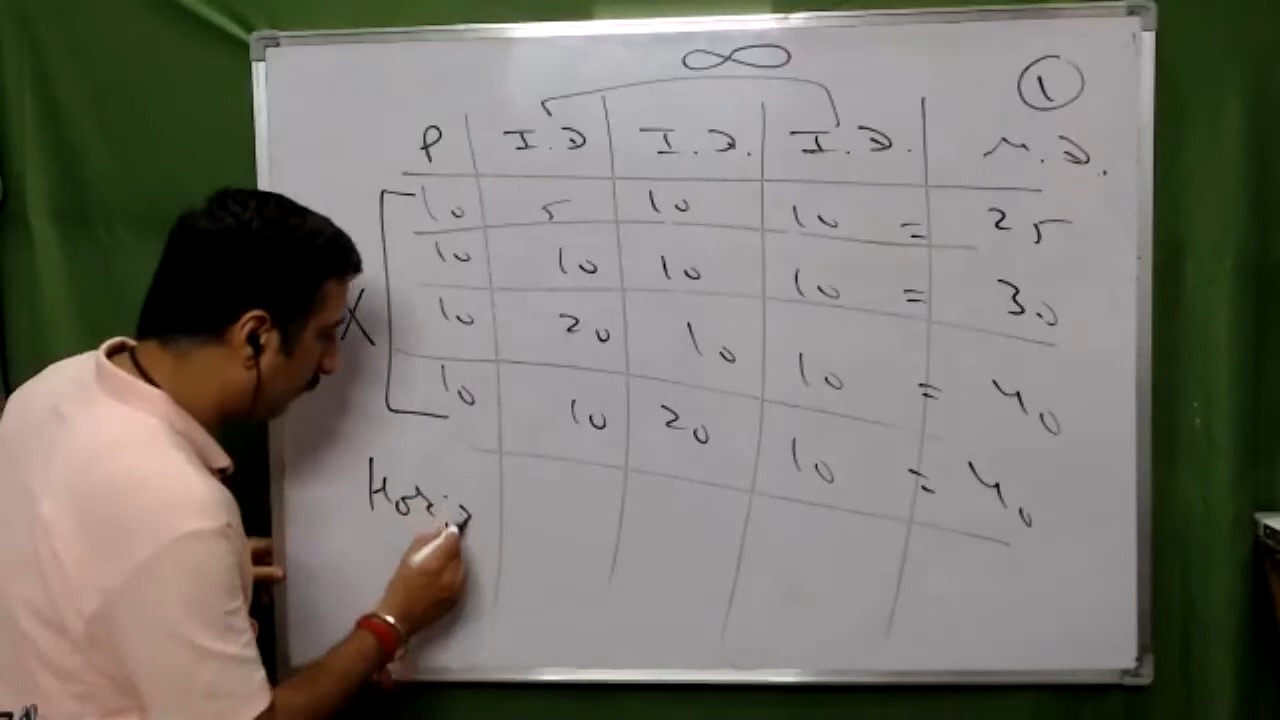 ∞
①
P I.D I.D. I.D. M.D.
10 5 10 10 = 25
10 10 10 10 = 30
X 10 20 10 10 = 40
10 10 20 10 = 40
Horiz